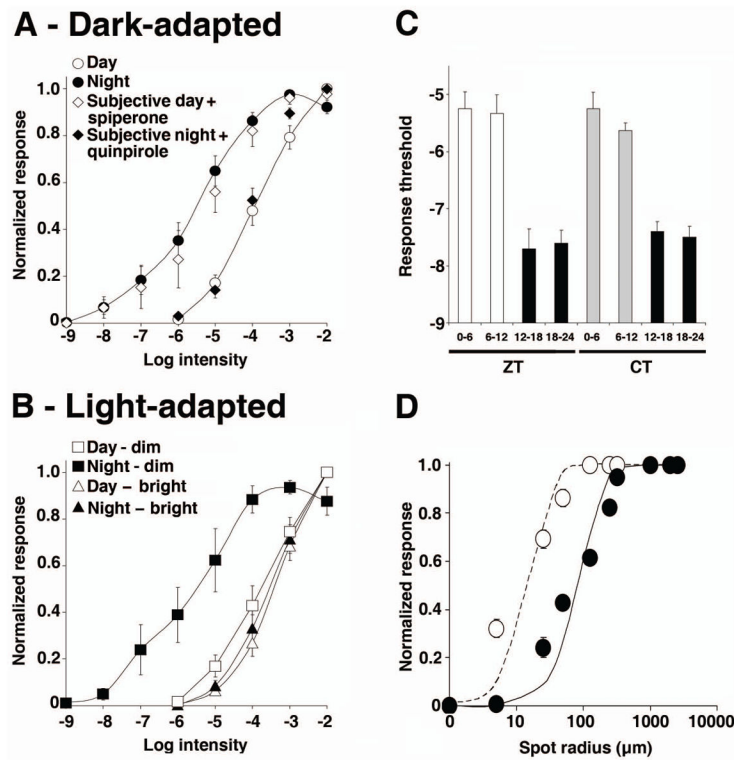 A - Dark-adapted
Day
Night
Subjective day +
spiperone
Subjective night +
quinpirole
Normalized response
1.0
0.8
0.6
0.4
0.2
0
-9 -8 -7 -6 -5 -4 -3 -2
Log intensity
C
Response threshold
-5
-6
-7
-8
-9
0-6 6-12 12-18 18-24 0-6 6-12 12-18 18-24
ZT CT
B - Light-adapted
Day - dim
Night - dim
Day – bright
Night – bright
Normalized response
1.0
0.8
0.6
0.4
0.2
0
-9 -8 -7 -6 -5 -4 -3 -2
Log intensity
D
Normalized response
1.0
0.8
0.6
0.4
0.2
0
0 10 100 1000 10000
Spot radius (µm)